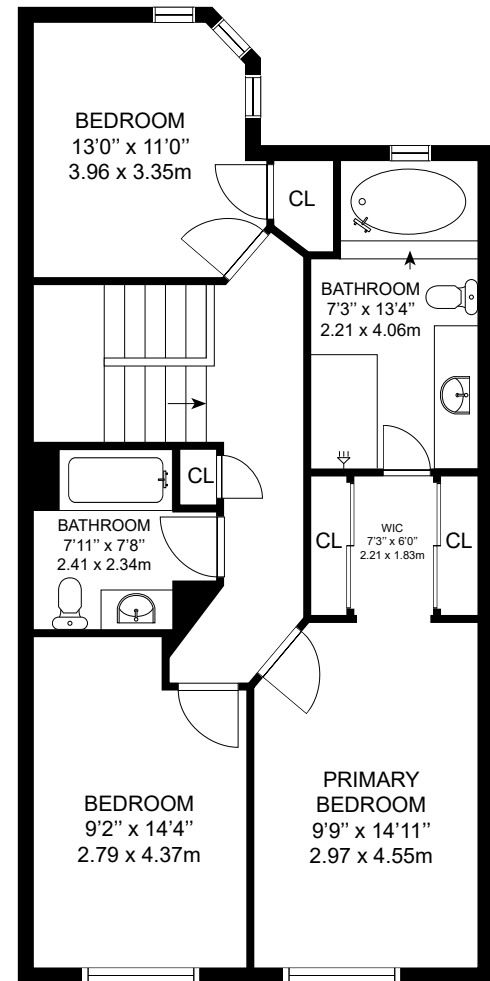 BEDROOM
13’0’’ x 11’0’’
3.96 x 3.35m
CL
BATHROOM
7’3’’ x 13’4’’
2.21 x 4.06m
CL
BATHROOM
7’11’’ x 7’8’’
2.41 x 2.34m
CL
WIC
7’3’’ x 6’0’’
2.21 x 1.83m
CL
BEDROOM
9’2’’ x 14’4’’
2.79 x 4.37m
PRIMARY
BEDROOM
9’9’’ x 14’11’’
2.97 x 4.55m